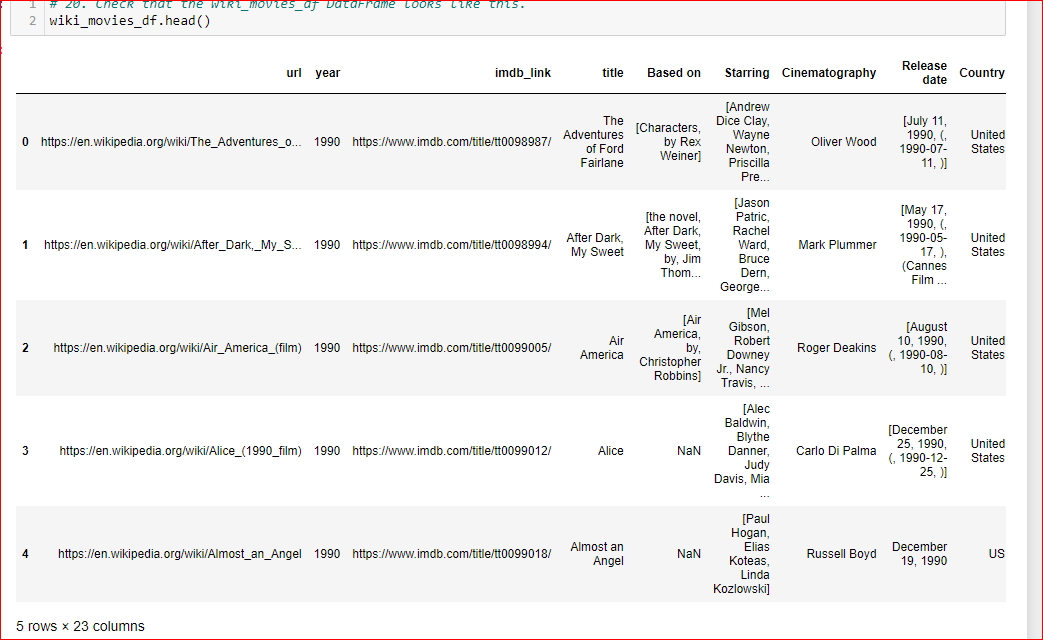 1 # 20. Check that the wiki_movies_df DataFrame looks like this.
2 wiki_movies_df.head()
url year imdb_link title Based on Starring Cinematography Release date Country
0 https://en.wikipedia.org/wiki/The_Adventures_o... 1990 https://www.imdb.com/title/tt0098987/ The Adventures of Ford Fairlane [Characters, by Rex Weiner] [Andrew Dice Clay, Wayne Newton, Priscilla Pre... Oliver Wood [July 11, 1990, (, 1990-07-11, )] United States
1 https://en.wikipedia.org/wiki/After_Dark,_My_S... 1990 https://www.imdb.com/title/tt0098994/ After Dark, My Sweet [the novel, After Dark, My Sweet, by, Jim Thom... [Jason Patric, Rachel Ward, Bruce Dern, George... Mark Plummer [May 17, 1990, (, 1990-05-17, ), (Cannes Film ... United States
2 https://en.wikipedia.org/wiki/Air_America_(film) 1990 https://www.imdb.com/title/tt0099005/ Air America [Air America, by, Christopher Robbins] [Mel Gibson, Robert Downey Jr., Nancy Travis, ... Roger Deakins [August 10, 1990, (, 1990-08-10, )] United States
3 https://en.wikipedia.org/wiki/Alice_(1990_film) 1990 https://www.imdb.com/title/tt0099012/ Alice NaN [Alec Baldwin, Blythe Danner, Judy Davis, Mia ... Carlo Di Palma [December 25, 1990, (, 1990-12-25, )] United States
4 https://en.wikipedia.org/wiki/Almost_an_Angel 1990 https://www.imdb.com/title/tt0099018/ Almost an Angel NaN [Paul Hogan, Elias Koteas, Linda Kozlowski] Russell Boyd December 19, 1990 US
5 rows × 23 columns